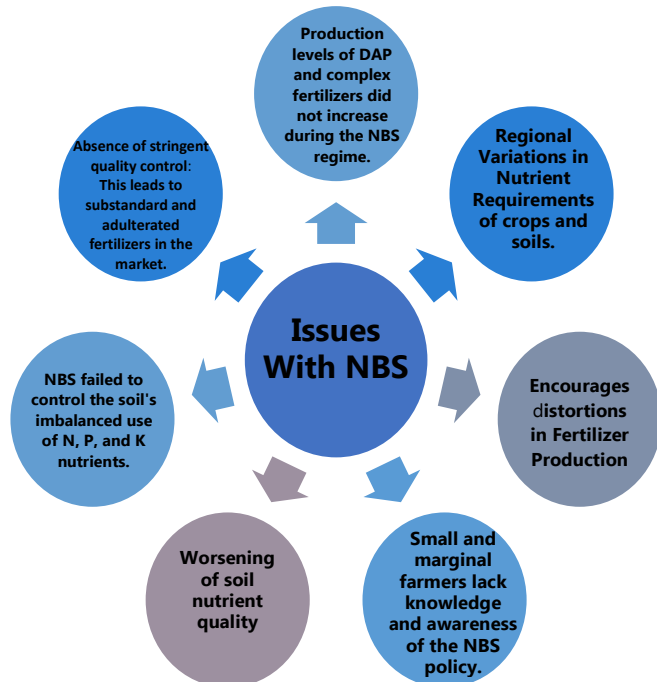 Issues
With NBS
Production
levels of DAP
and complex
fertilizers did
not increase
during the NBS
regime.
Regional
Variations in
Nutrient
Requirements
of crops and
soils.
Encourages
distortions
in Fertilizer
Production
Small and
marginal
farmers lack
knowledge
and awareness
of the NBS
policy.
Worsening
of soil
nutrient
quality
NBS failed to
control the soil's
imbalanced use
of N, P, and K
nutrients.
Absence of stringent
quality control:
This leads to
substandard and
adulterated
fertilizers in the
market.